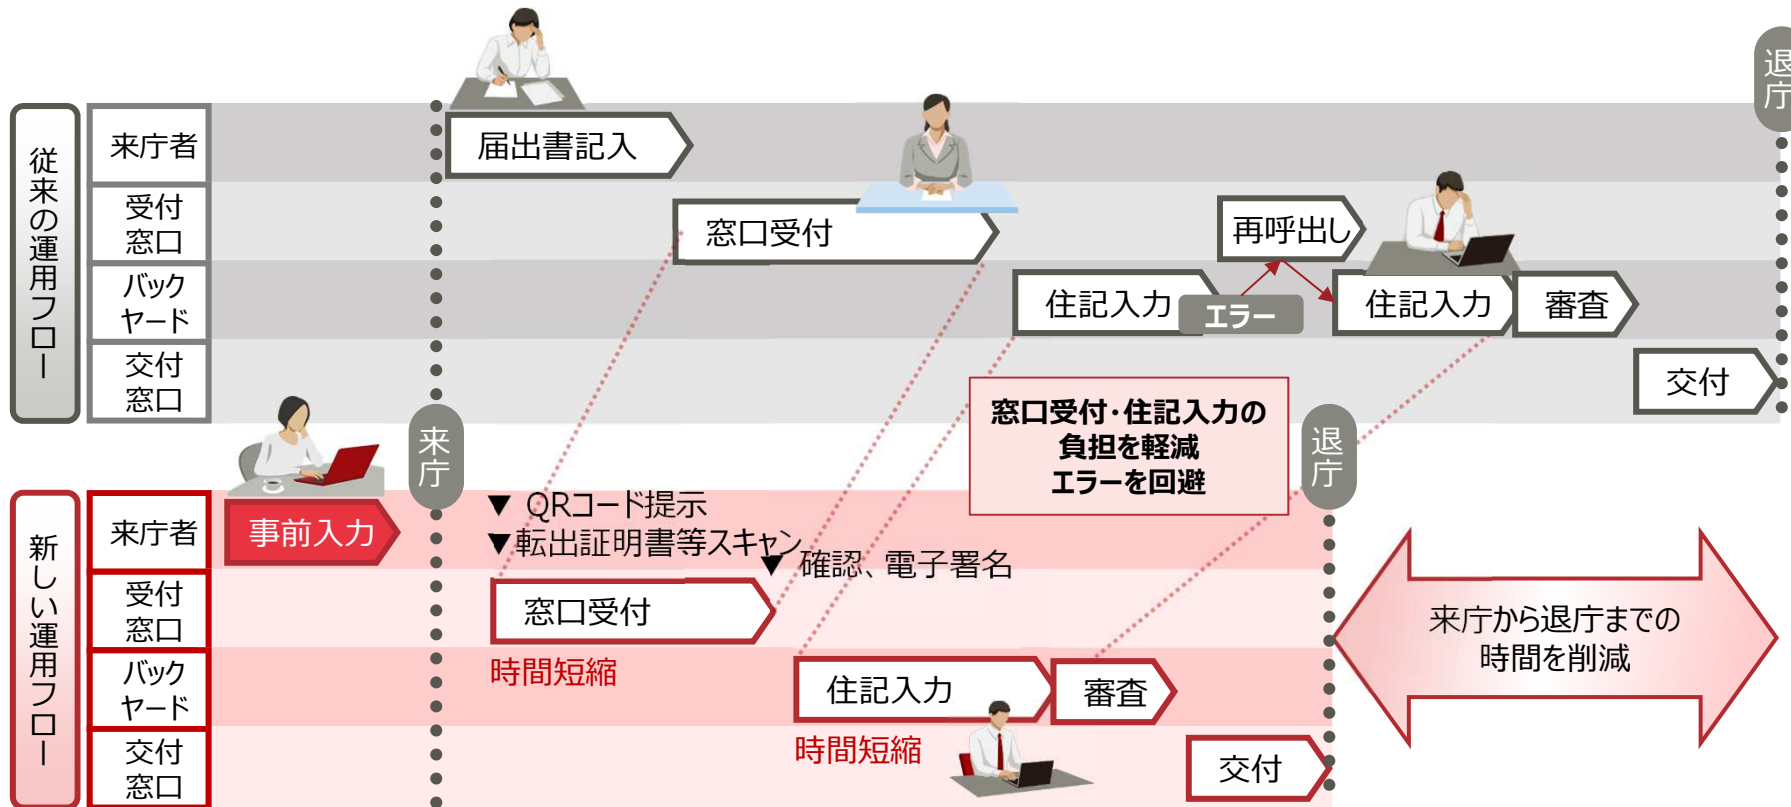 退庁
従来の運用フロー
来庁者
届出書記入
受付
窓口
窓口受付
再呼出し
バック
ヤード
住記入力
エラー
住記入力
審査
交付
窓口
交付
窓口受付・住記入力の
負担を軽減
エラーを回避
来庁
退庁
新しい運用フロー
来庁者
事前入力
▼ QRコード提示
▼転出証明書等スキャン
▼ 確認、電子署名
受付
窓口
窓口受付
時間短縮
来庁から退庁までの
時間を削減
バック
ヤード
住記入力
審査
時間短縮
交付
窓口
交付